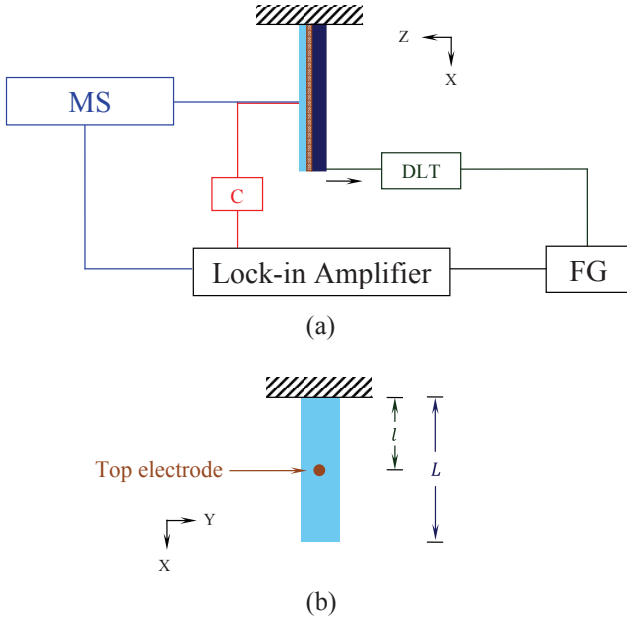 Z
X
MS
DLT
C
Lock-in Amplifier
FG
(a)
l
Top electrode
L
Y
X
(b)